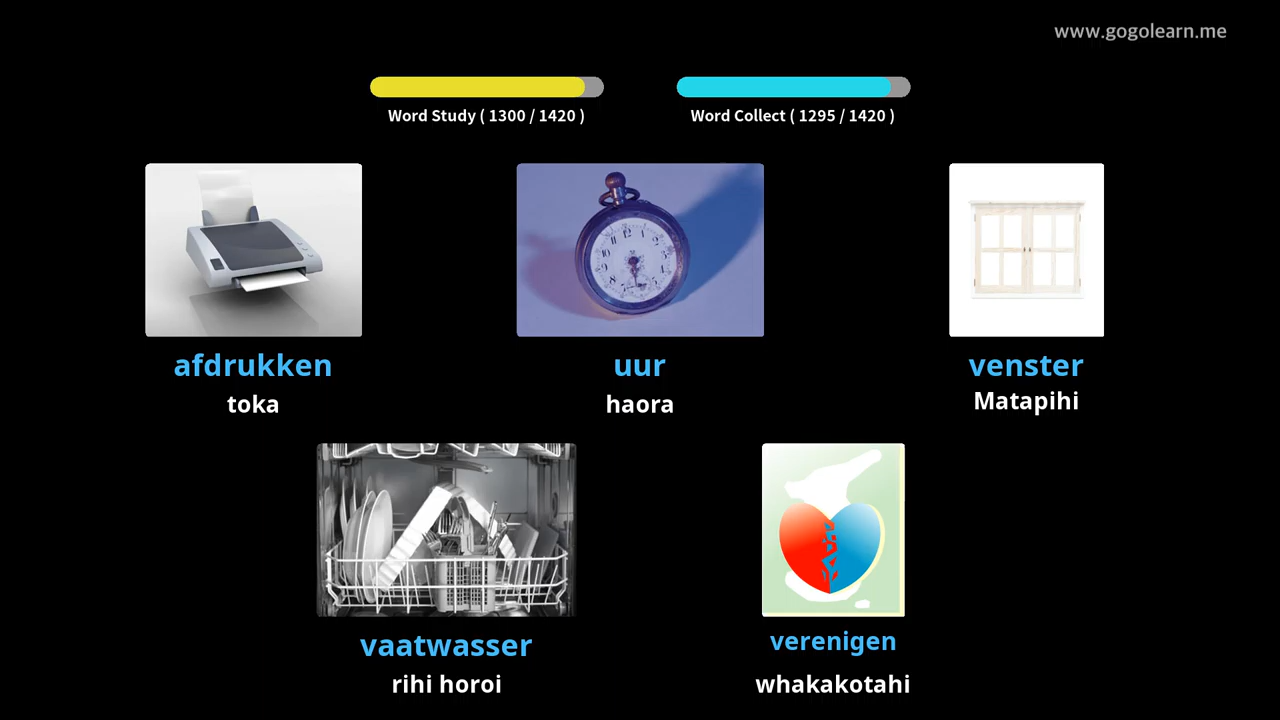 www.gogolearn.me
Word Study ( 1300 / 1420 )
Word Collect ( 1295 / 1420 )
afdrukken
toka
uur
haora
venster
Matapihi
vaatwasser
rihi horoi
verenigen
whakakotahi